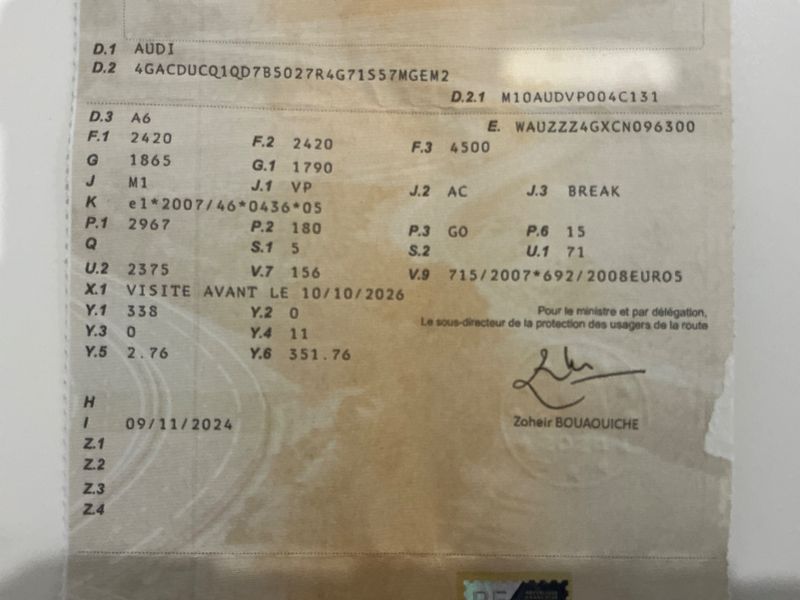 D.1 AUDI
D.2 4GACDUCQ1QD7B5027R4G71S57MGEM2
D.2.1 M10AUDVP004C131
D.3 A6
E. WAUZZZ4GXCN096300
F.1 2420 F.2 2420 F.3 4500
G 1865 G.1 1790
J M1 J.1 VP J.2 AC J.3 BREAK
K e1*2007/46*0436*05
P.1 2967 P.2 180 P.3 GO P.6 15
Q S.1 5 S.2 U.1 71
U.2 2375 V.7 156 V.9 715/2007*692/2008EURO5
X.1 VISITE AVANT LE 10/10/2026
Y.1 338 Y.2 0
Pour le ministre et par délégation,
Le sous-directeur de la protection des usagers de la route
Y.3 0 Y.4 11
Y.5 2.76 Y.6 351.76
H
I 09/11/2024
Zoheir BOUAOUICHE
Z.1
Z.2
Z.3
Z.4
RF